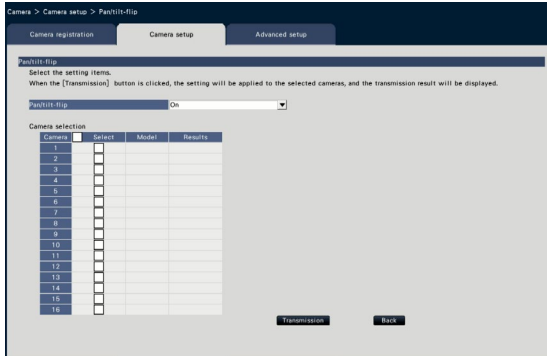 Camera > Camera setup > Pan/tilt-flip
Camera registration Camera setup Advanced setup
Pan/tilt-flip
Select the setting items.
When the [Transmission] button is clicked, the setting will be applied to the selected cameras, and the transmission result will be displayed.
Pan/tilt-flip On
Camera selection
Camera Select Model Results
1
2
3
4
5
6
7
8
9
10
11
12
13
14
15
16
Transmission Back